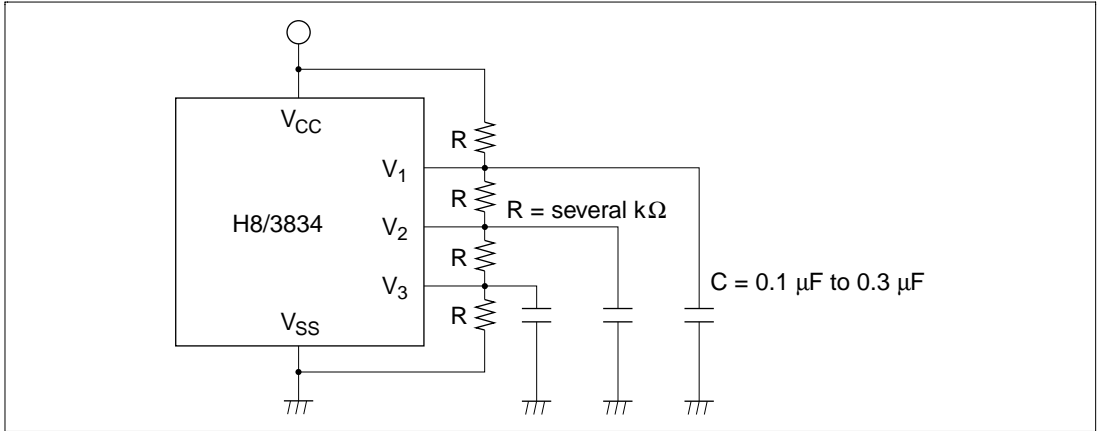 V_CC
R
V_1
R
R = several kΩ
H8/3834
V_2
R
V_3
C = 0.1 µF to 0.3 µF
R
V_SS